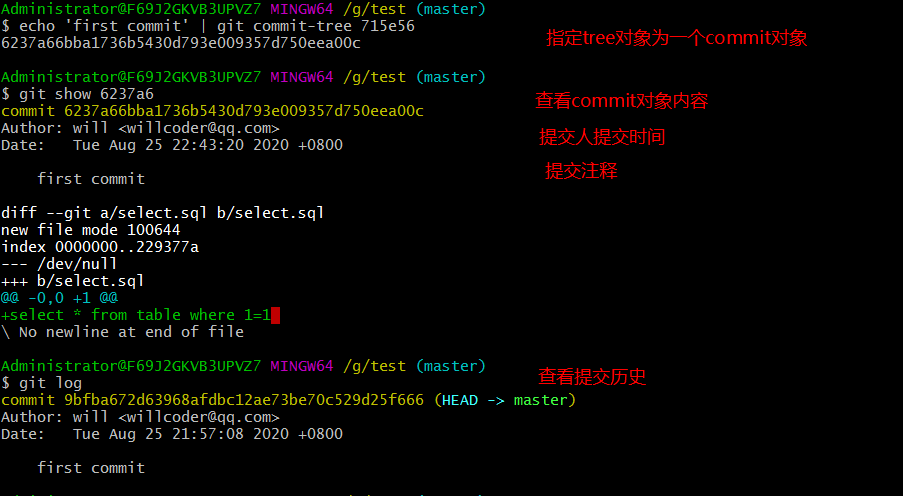 Administrator@F69J2GKVB3UPVZ7 MINGW64 /g/test (master)
$ echo 'first commit' | git commit-tree 715e56
指定tree对象为一个commit对象
6237a66bba1736b5430d793e009357d750eea00c
Administrator@F69J2GKVB3UPVZ7 MINGW64 /g/test (master)
$ git show 6237a6
查看commit对象内容
commit 6237a66bba1736b5430d793e009357d750eea00c
Author: will <willcoder@qq.com>
提交人提交时间
Date:   Tue Aug 25 22:43:20 2020 +0800
first commit
提交注释
diff --git a/select.sql b/select.sql
new file mode 100644
index 0000000..229377a
--- /dev/null
+++ b/select.sql
@@ -0,0 +1 @@
+select * from table where 1=1
\ No newline at end of file
Administrator@F69J2GKVB3UPVZ7 MINGW64 /g/test (master)
$ git log
查看提交历史
commit 9bfba672d63968afdbc12ae73be70c529d25f666 (HEAD -> master)
Author: will <willcoder@qq.com>
Date:   Tue Aug 25 21:57:08 2020 +0800
first commit